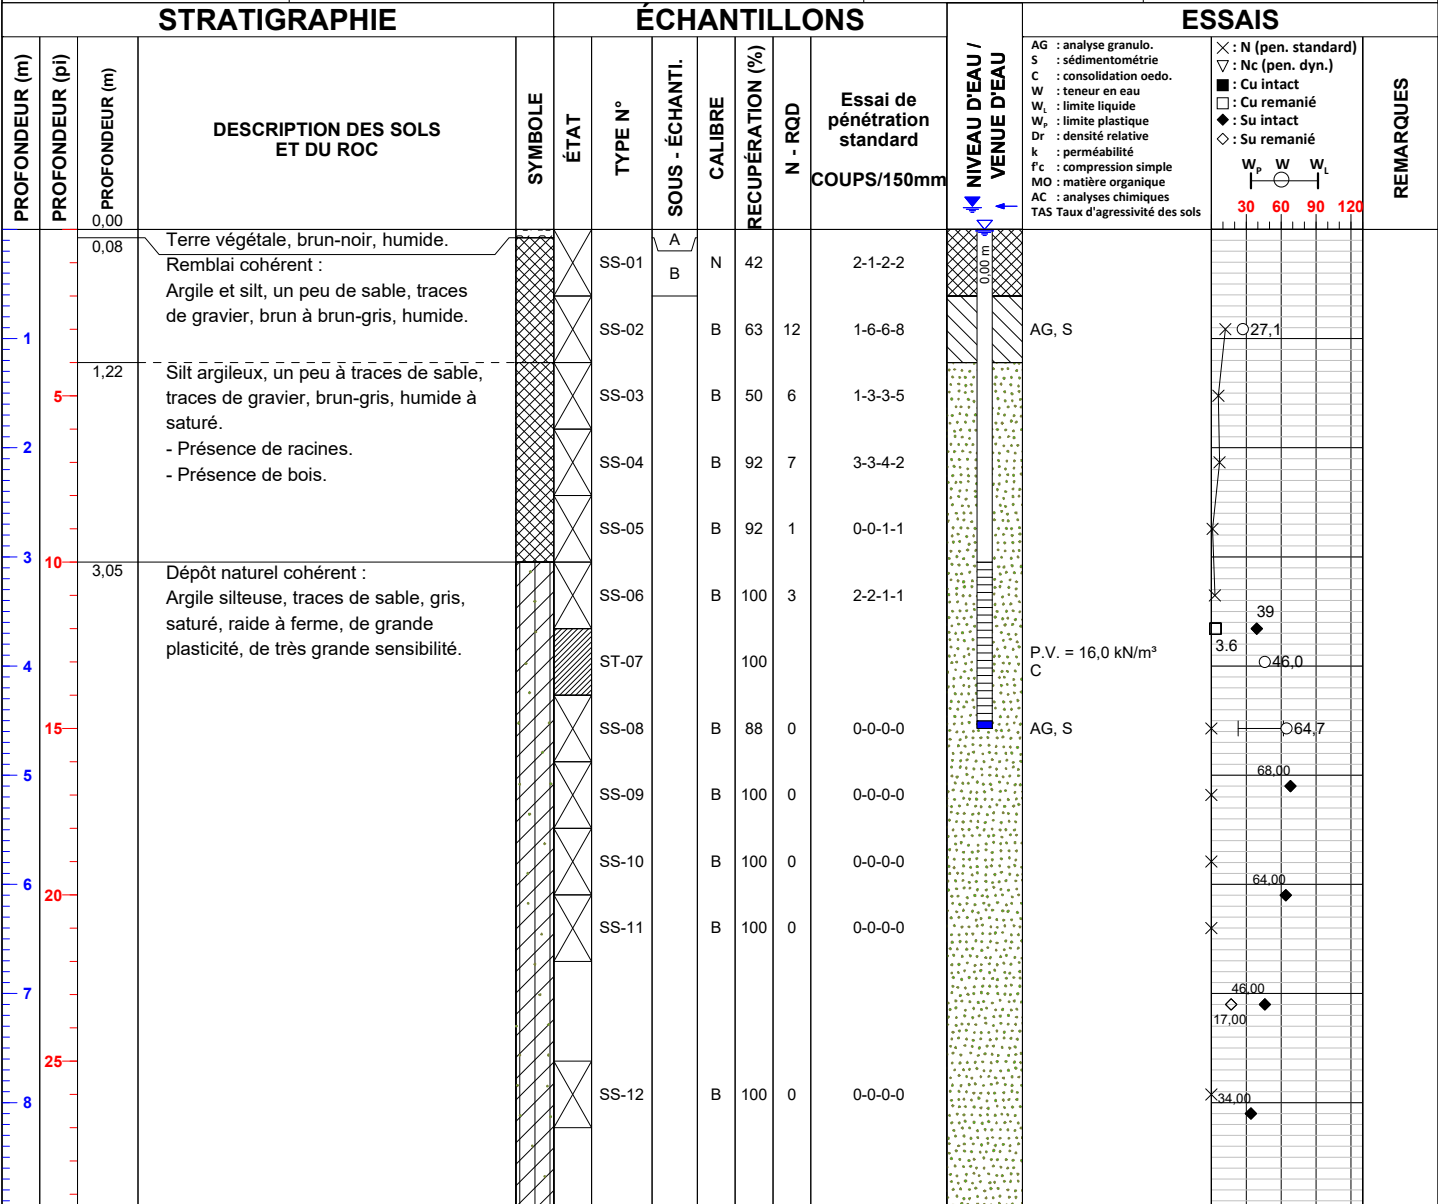 STRATIGRAPHIE
ÉCHANTILLONS
ESSAIS
PROFONDEUR (m)
PROFONDEUR (pi)
PROFONDEUR (m)
0,00
DESCRIPTION DES SOLS
ET DU ROC
SYMBOLE
ÉTAT
TYPE N°
SOUS - ÉCHANTI.
CALIBRE
RECUPÉRATION (%)
N - RQD
Essai de
pénétration
standard
COUPS/150mm
NIVEAU D'EAU /
VENUE D'EAU
AG : analyse granulo.
S : sédimentométrie
C : consolidation oedo.
W : teneur en eau
WL : limite liquide
WP : limite plastique
Dr : densité relative
k : perméabilité
f'c : compression simple
MO : matière organique
AC : analyses chimiques
TAS Taux d'agressivité des sols
: N (pen. standard)
: Nc (pen. dyn.)
: Cu intact
: Cu remanié
: Su intact
: Su remanié
WP W WL
30 60 90 120
REMARQUES
0,08
Terre végétale, brun-noir, humide.
Remblai cohérent :
Argile et silt, un peu de sable, traces
de gravier, brun à brun-gris, humide.
A
B
SS-01 N 42 2-1-2-2
0,00 m
1
SS-02 B 63 12 1-6-6-8
AG, S
27,1
1,22
Silt argileux, un peu à traces de sable,
traces de gravier, brun-gris, humide à
saturé.
- Présence de racines.
- Présence de bois.
5
SS-03 B 50 6 1-3-3-5
2
SS-04 B 92 7 3-3-4-2
SS-05 B 92 1 0-0-1-1
3
10
3,05
Dépôt naturel cohérent :
Argile silteuse, traces de sable, gris,
saturé, raide à ferme, de grande
plasticité, de très grande sensibilité.
SS-06 B 100 3 2-2-1-1
39
3.6
ST-07 100
P.V. = 16,0 kN/m³
C
46,0
4
15
SS-08 B 88 0 0-0-0-0
AG, S
64,7
5
68,00
SS-09 B 100 0 0-0-0-0
SS-10 B 100 0 0-0-0-0
6
20
64,00
SS-11 B 100 0 0-0-0-0
7
46,00
17,00
25
SS-12 B 100 0 0-0-0-0
8
34,00